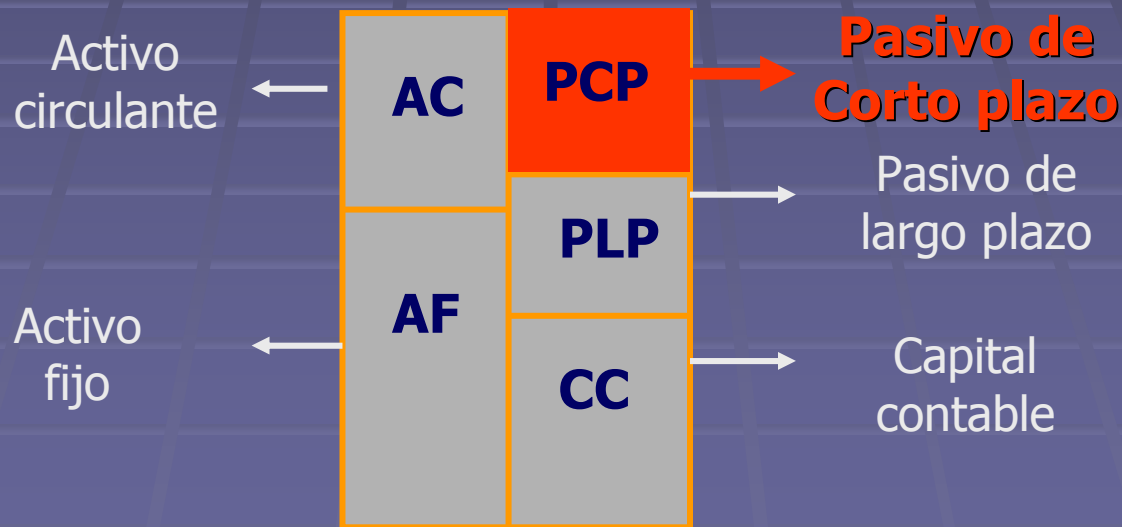 Activo
circulante
AC
PCP
Pasivo de
Corto plazo
Pasivo de
largo plazo
PLP
Activo
fijo
AF
CC
Capital
contable